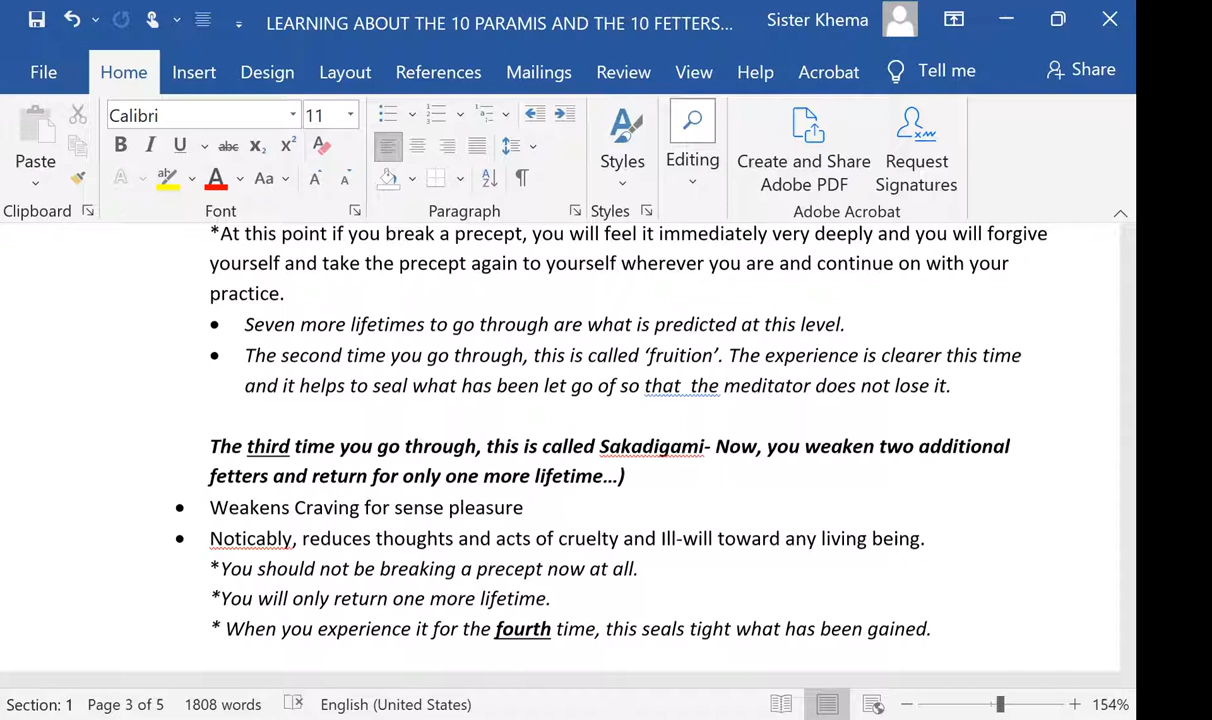 LEARNING ABOUT THE 10 PARAMIS AND THE 10 FETTERS...
Sister Khema
File Home Insert Design Layout References Mailings Review View Help Acrobat Tell me Share
Calibri 11
B I U abc X₂ X²
A ab A Aa A A
Paste
Styles
Editing
Create and Share Adobe PDF
Request Signatures
Clipboard Font Paragraph Styles Adobe Acrobat
*At this point if you break a precept, you will feel it immediately very deeply and you will forgive
yourself and take the precept again to yourself wherever you are and continue on with your
practice.
• Seven more lifetimes to go through are what is predicted at this level.
• The second time you go through, this is called ‘fruition’. The experience is clearer this time
and it helps to seal what has been let go of so that  the meditator does not lose it.
The third time you go through, this is called Sakadigami- Now, you weaken two additional
fetters and return for only one more lifetime…)
• Weakens Craving for sense pleasure
• Noticably, reduces thoughts and acts of cruelty and Ill-will toward any living being.
*You should not be breaking a precept now at all.
*You will only return one more lifetime.
* When you experience it for the fourth time, this seals tight what has been gained.
Section: 1 Page 3 of 5 1808 words English (United States) 154%